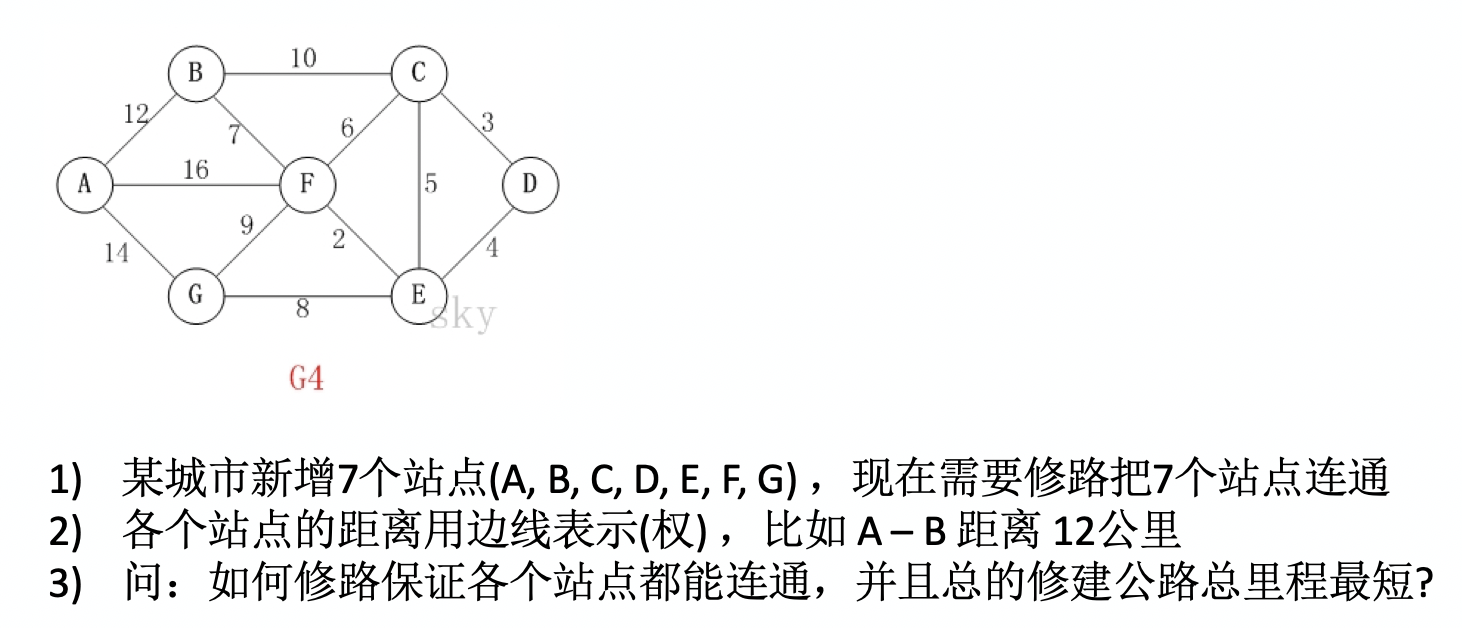 B 10 C
12 7 6 3
A 16 F 5 D
14 9 2 4
G 8 E
sky
G4
1) 某城市新增7个站点(A, B, C, D, E, F, G) ，现在需要修路把7个站点连通
2) 各个站点的距离用边线表示(权) ，比如 A – B 距离 12公里
3) 问：如何修路保证各个站点都能连通，并且总的修建公路总里程最短?